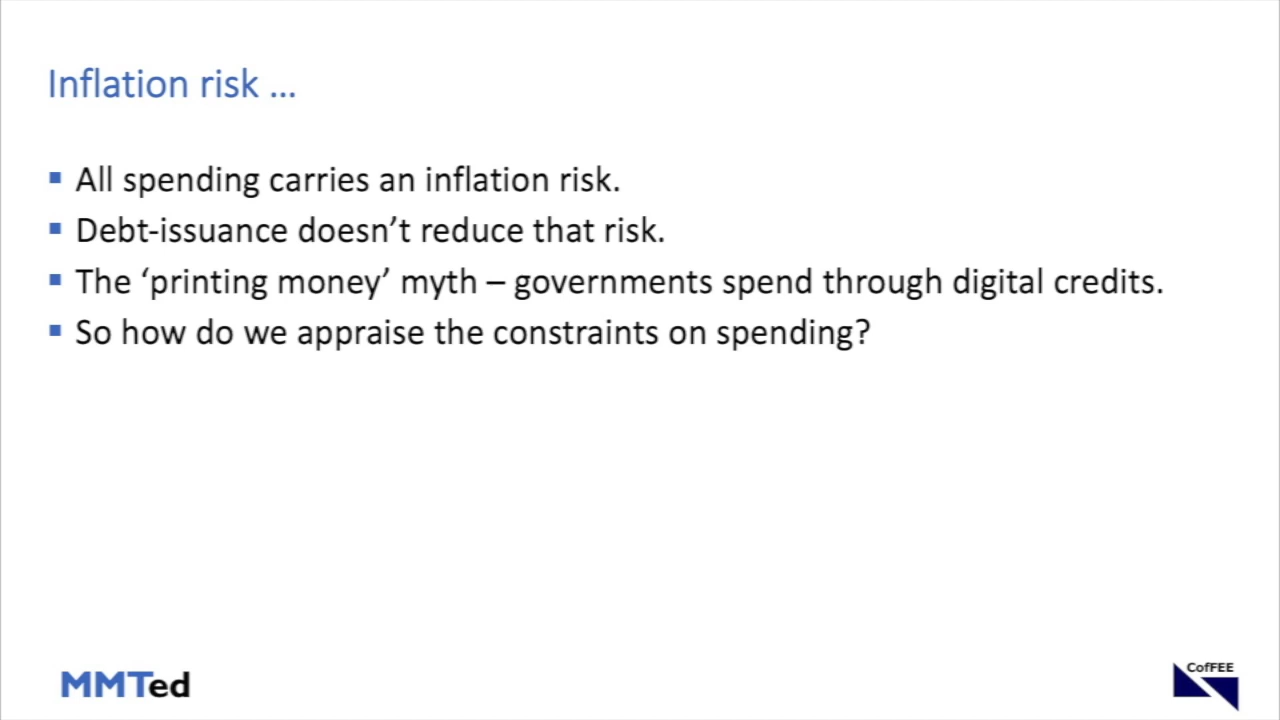 Inflation risk ...
▪ All spending carries an inflation risk.
▪ Debt-issuance doesn’t reduce that risk.
▪ The ‘printing money’ myth – governments spend through digital credits.
▪ So how do we appraise the constraints on spending?
MMTed
CofFEE